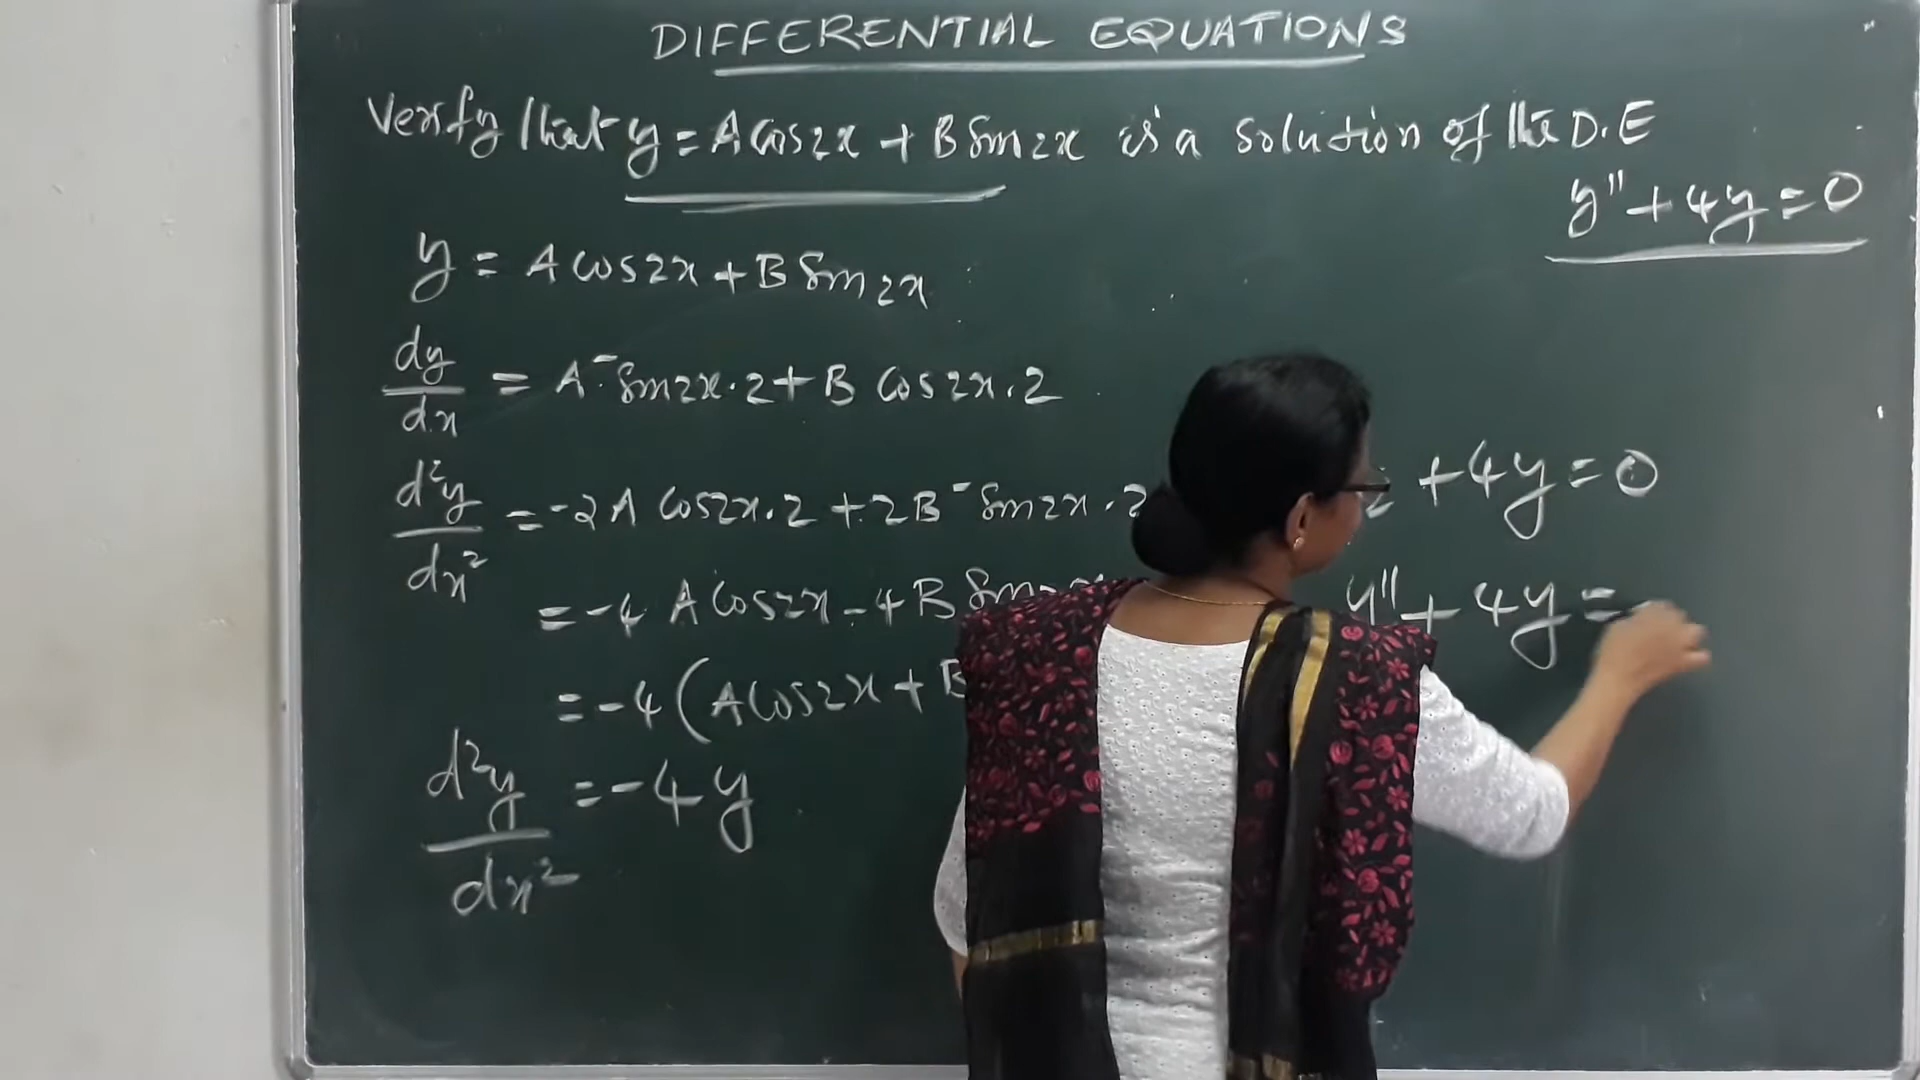 DIFFERENTIAL EQUATIONS
Verify that y = A cos2x + B sin2x is a solution of the D.E
y'' + 4y = 0
y = A cos2x + B sin2x
dy/dx = A - sin2x · 2 + B cos2x · 2
d²y/dx² = -2A cos2x · 2 + 2B - sin2x · 2
= -4 A cos2x - 4B sin
= -4 (A cos2x + B
d²y/dx² = -4y
+ 4y = 0
y'' + 4y =